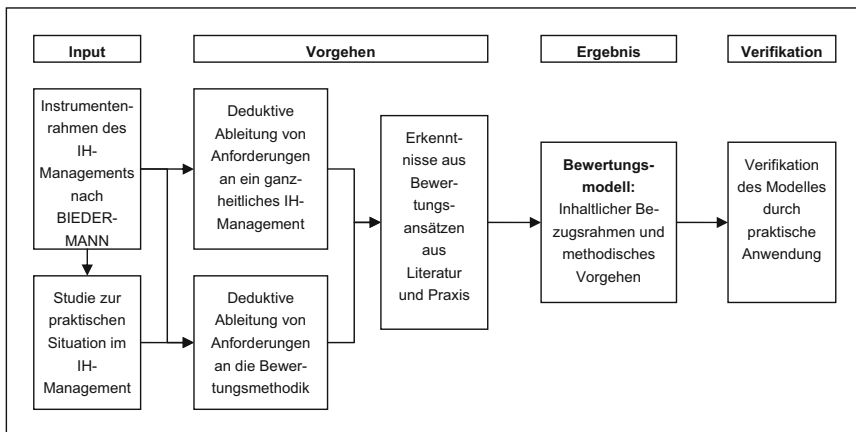 Input
Vorgehen
Ergebnis
Verifikation
Instrumenten-
rahmen des
IH-
Managements
nach
BIEDER-
MANN
Studie zur
praktischen
Situation im
IH-
Management
Deduktive
Ableitung von
Anforderungen
an ein ganz-
heitliches IH-
Management
Deduktive
Ableitung von
Anforderungen
an die Bewer-
tungsmethodik
Erkennt-
nisse aus
Bewer-
tungs-
ansätzen
aus
Literatur
und Praxis
Bewertungs-
modell:
Inhaltlicher Be-
zugsrahmen und
methodisches
Vorgehen
Verifikation
des Modelles
durch
praktische
Anwendung